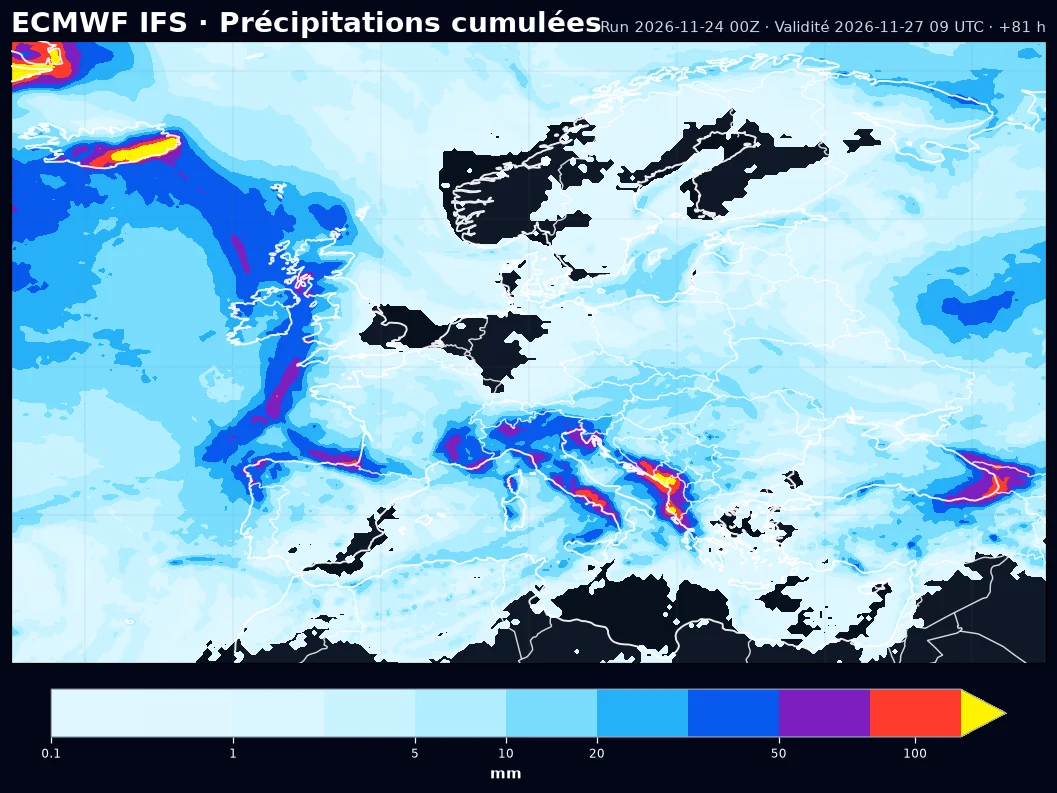 ECMWF IFS · Précipitations cumulées
Run 2026-11-24 00Z · Validité 2026-11-27 09 UTC · +81 h
0.1 1 5 10 20 50 100
mm